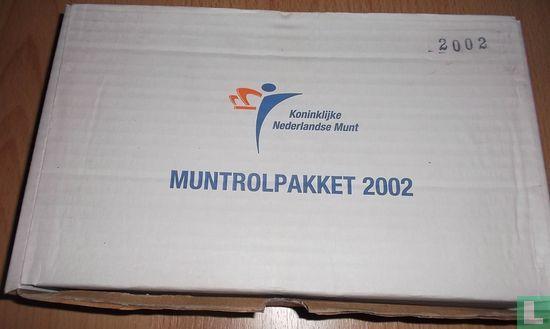 2002
Koninklijke
Nederlandse Munt
MUNTROLPAKKET 2002